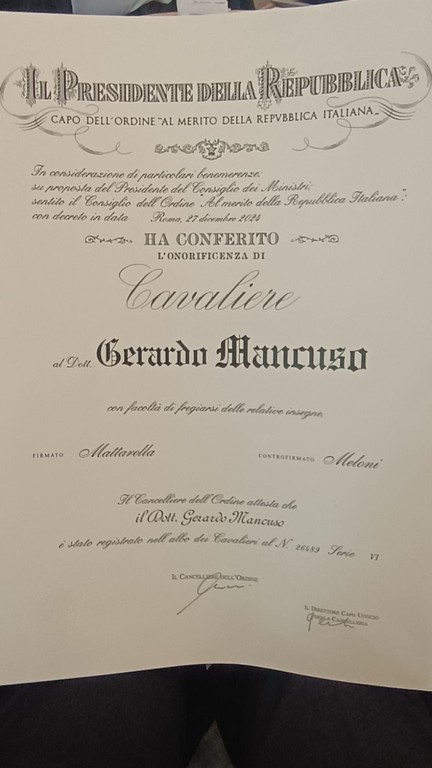 IL PRESIDENTE DELLA REPUBBLICA
CAPO DELL'ORDINE "AL MERITO DELLA REPVBBLICA ITALIANA"
In considerazione di particolari benemerenze;
su proposta del Presidente del Consiglio dei Ministri;
sentito il Consiglio dell'Ordine "Al merito della Repubblica Italiana";
con decreto in data Roma, 27 dicembre 2024
HA CONFERITO
L'ONORIFICENZA DI
Cavaliere
al Dott. Gerardo Mancuso
con facoltà di fregiarsi delle relative insegne.
FIRMATO Mattarella CONTROFIRMATO Meloni
Il Cancelliere dell'Ordine attesta che
il Dott. Gerardo Mancuso
è stato registrato nell'albo dei Cavalieri al N. 26489 Serie VI
IL CANCELLIERE DELL'ORDINE
IL DIRETTORE CAPO UFFICIO
DELLA CANCELLERIA